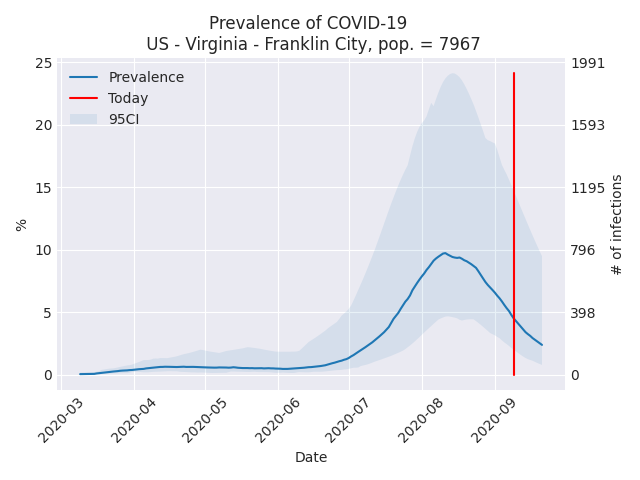 Prevalence of COVID-19
US - Virginia - Franklin City, pop. = 7967
Prevalence
Today
95CI
25
20
15
10
5
0
%
1991
1593
1195
796
398
0
# of infections
2020-03
2020-04
2020-05
2020-06
2020-07
2020-08
2020-09
Date